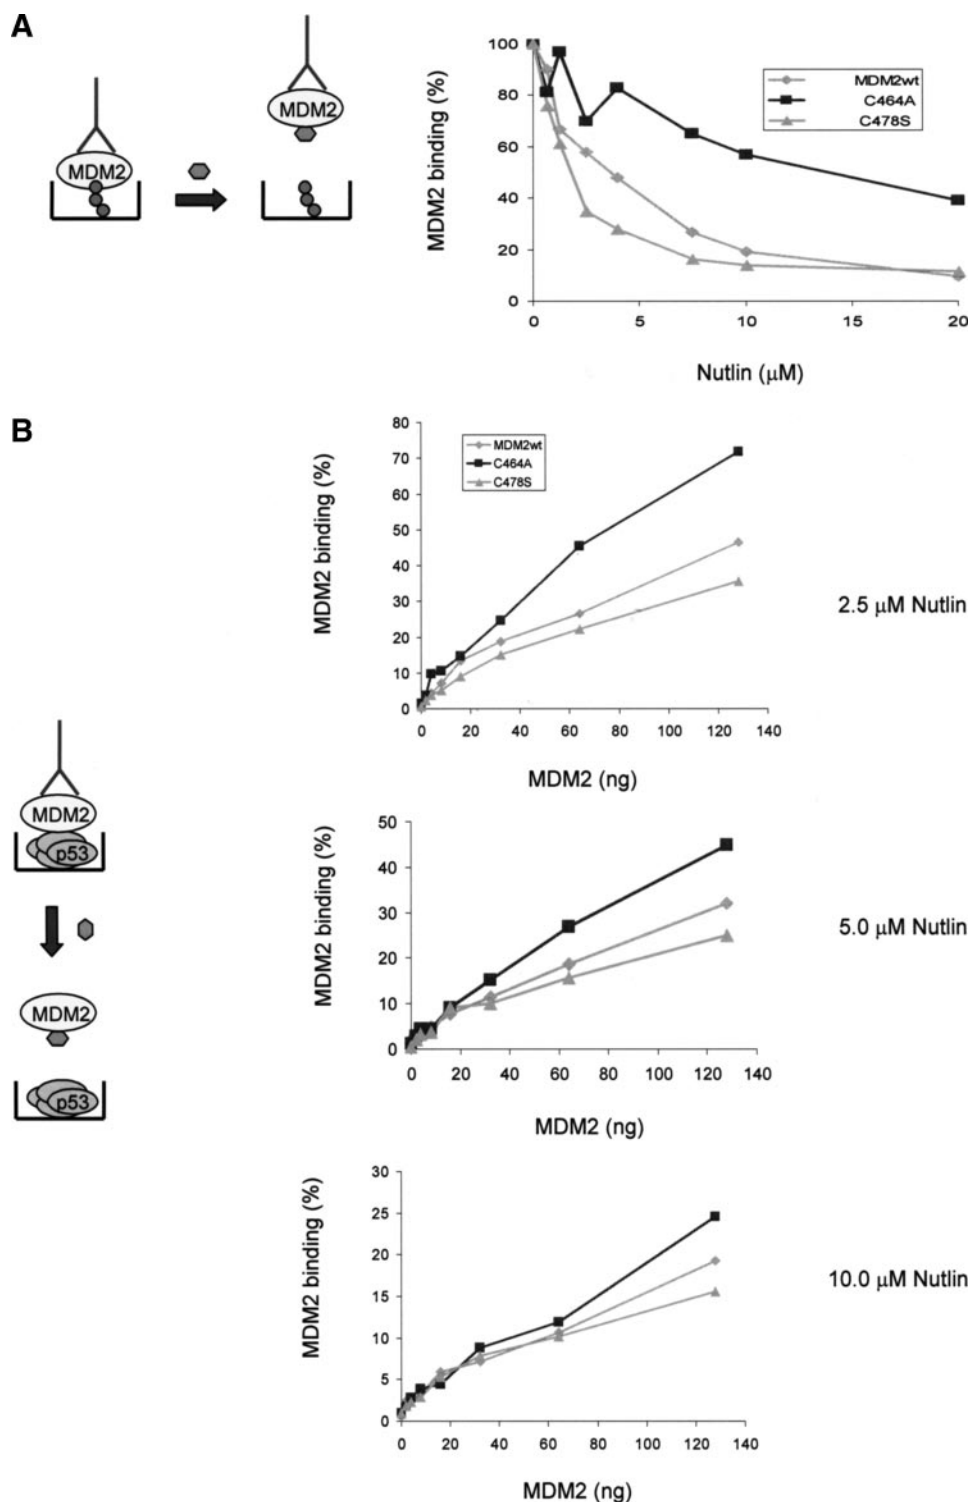 A
MDM2
MDM2
MDM2 binding (%)
100
80
60
40
20
0
MDM2wt
C464A
C478S
0 5 10 15 20
Nutlin (μM)
B
MDM2 binding (%)
80
70
60
50
40
30
20
10
0
MDM2wt
C464A
C478S
0 20 40 60 80 100 120 140
MDM2 (ng)
2.5 μM Nutlin
MDM2
p53
MDM2
p53
MDM2 binding (%)
50
40
30
20
10
0
0 20 40 60 80 100 120 140
MDM2 (ng)
5.0 μM Nutlin
MDM2 binding (%)
30
25
20
15
10
5
0
0 20 40 60 80 100 120 140
MDM2 (ng)
10.0 μM Nutlin